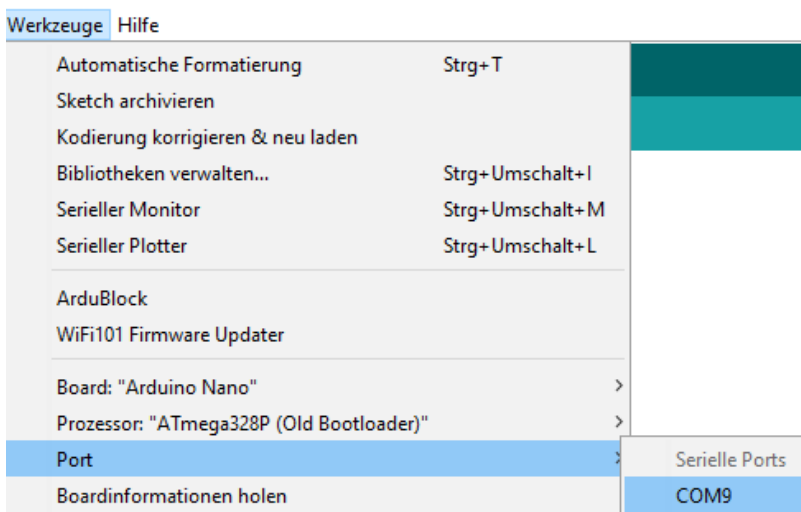 Werkzeuge Hilfe
Automatische Formatierung Strg+T
Sketch archivieren
Kodierung korrigieren & neu laden
Bibliotheken verwalten... Strg+Umschalt+I
Serieller Monitor Strg+Umschalt+M
Serieller Plotter Strg+Umschalt+L
ArduBlock
WiFi101 Firmware Updater
Board: "Arduino Nano"
Prozessor: "ATmega328P (Old Bootloader)"
Port Serielle Ports
Boardinformationen holen COM9